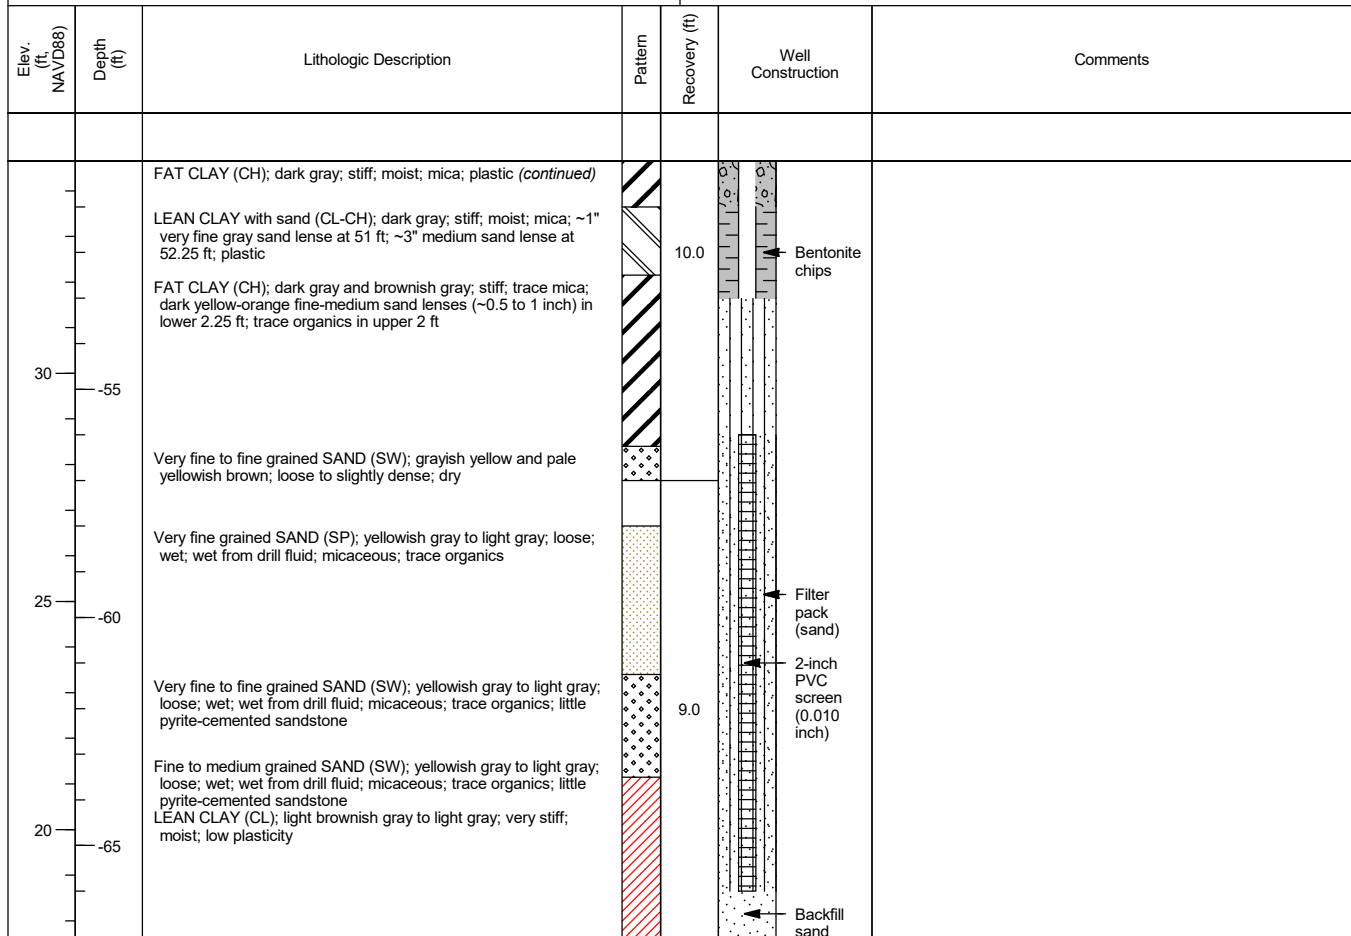 Elev.
(ft,
NAVD88)
Depth
(ft)
Lithologic Description
Pattern
Recovery (ft)
Well
Construction
Comments
FAT CLAY (CH); dark gray; stiff; moist; mica; plastic (continued)
LEAN CLAY with sand (CL-CH); dark gray; stiff; moist; mica; ~1"
very fine gray sand lense at 51 ft; ~3" medium sand lense at
52.25 ft; plastic
10.0
Bentonite
chips
FAT CLAY (CH); dark gray and brownish gray; stiff; trace mica;
dark yellow-orange fine-medium sand lenses (~0.5 to 1 inch) in
lower 2.25 ft; trace organics in upper 2 ft
30
-55
Very fine to fine grained SAND (SW); grayish yellow and pale
yellowish brown; loose to slightly dense; dry
Very fine grained SAND (SP); yellowish gray to light gray; loose;
wet; wet from drill fluid; micaceous; trace organics
25
-60
Filter
pack
(sand)
2-inch
PVC
screen
(0.010
inch)
Very fine to fine grained SAND (SW); yellowish gray to light gray;
loose; wet; wet from drill fluid; micaceous; trace organics; little
pyrite-cemented sandstone
9.0
Fine to medium grained SAND (SW); yellowish gray to light gray;
loose; wet; wet from drill fluid; micaceous; trace organics; little
pyrite-cemented sandstone
LEAN CLAY (CL); light brownish gray to light gray; very stiff;
moist; low plasticity
20
-65
Backfill
sand